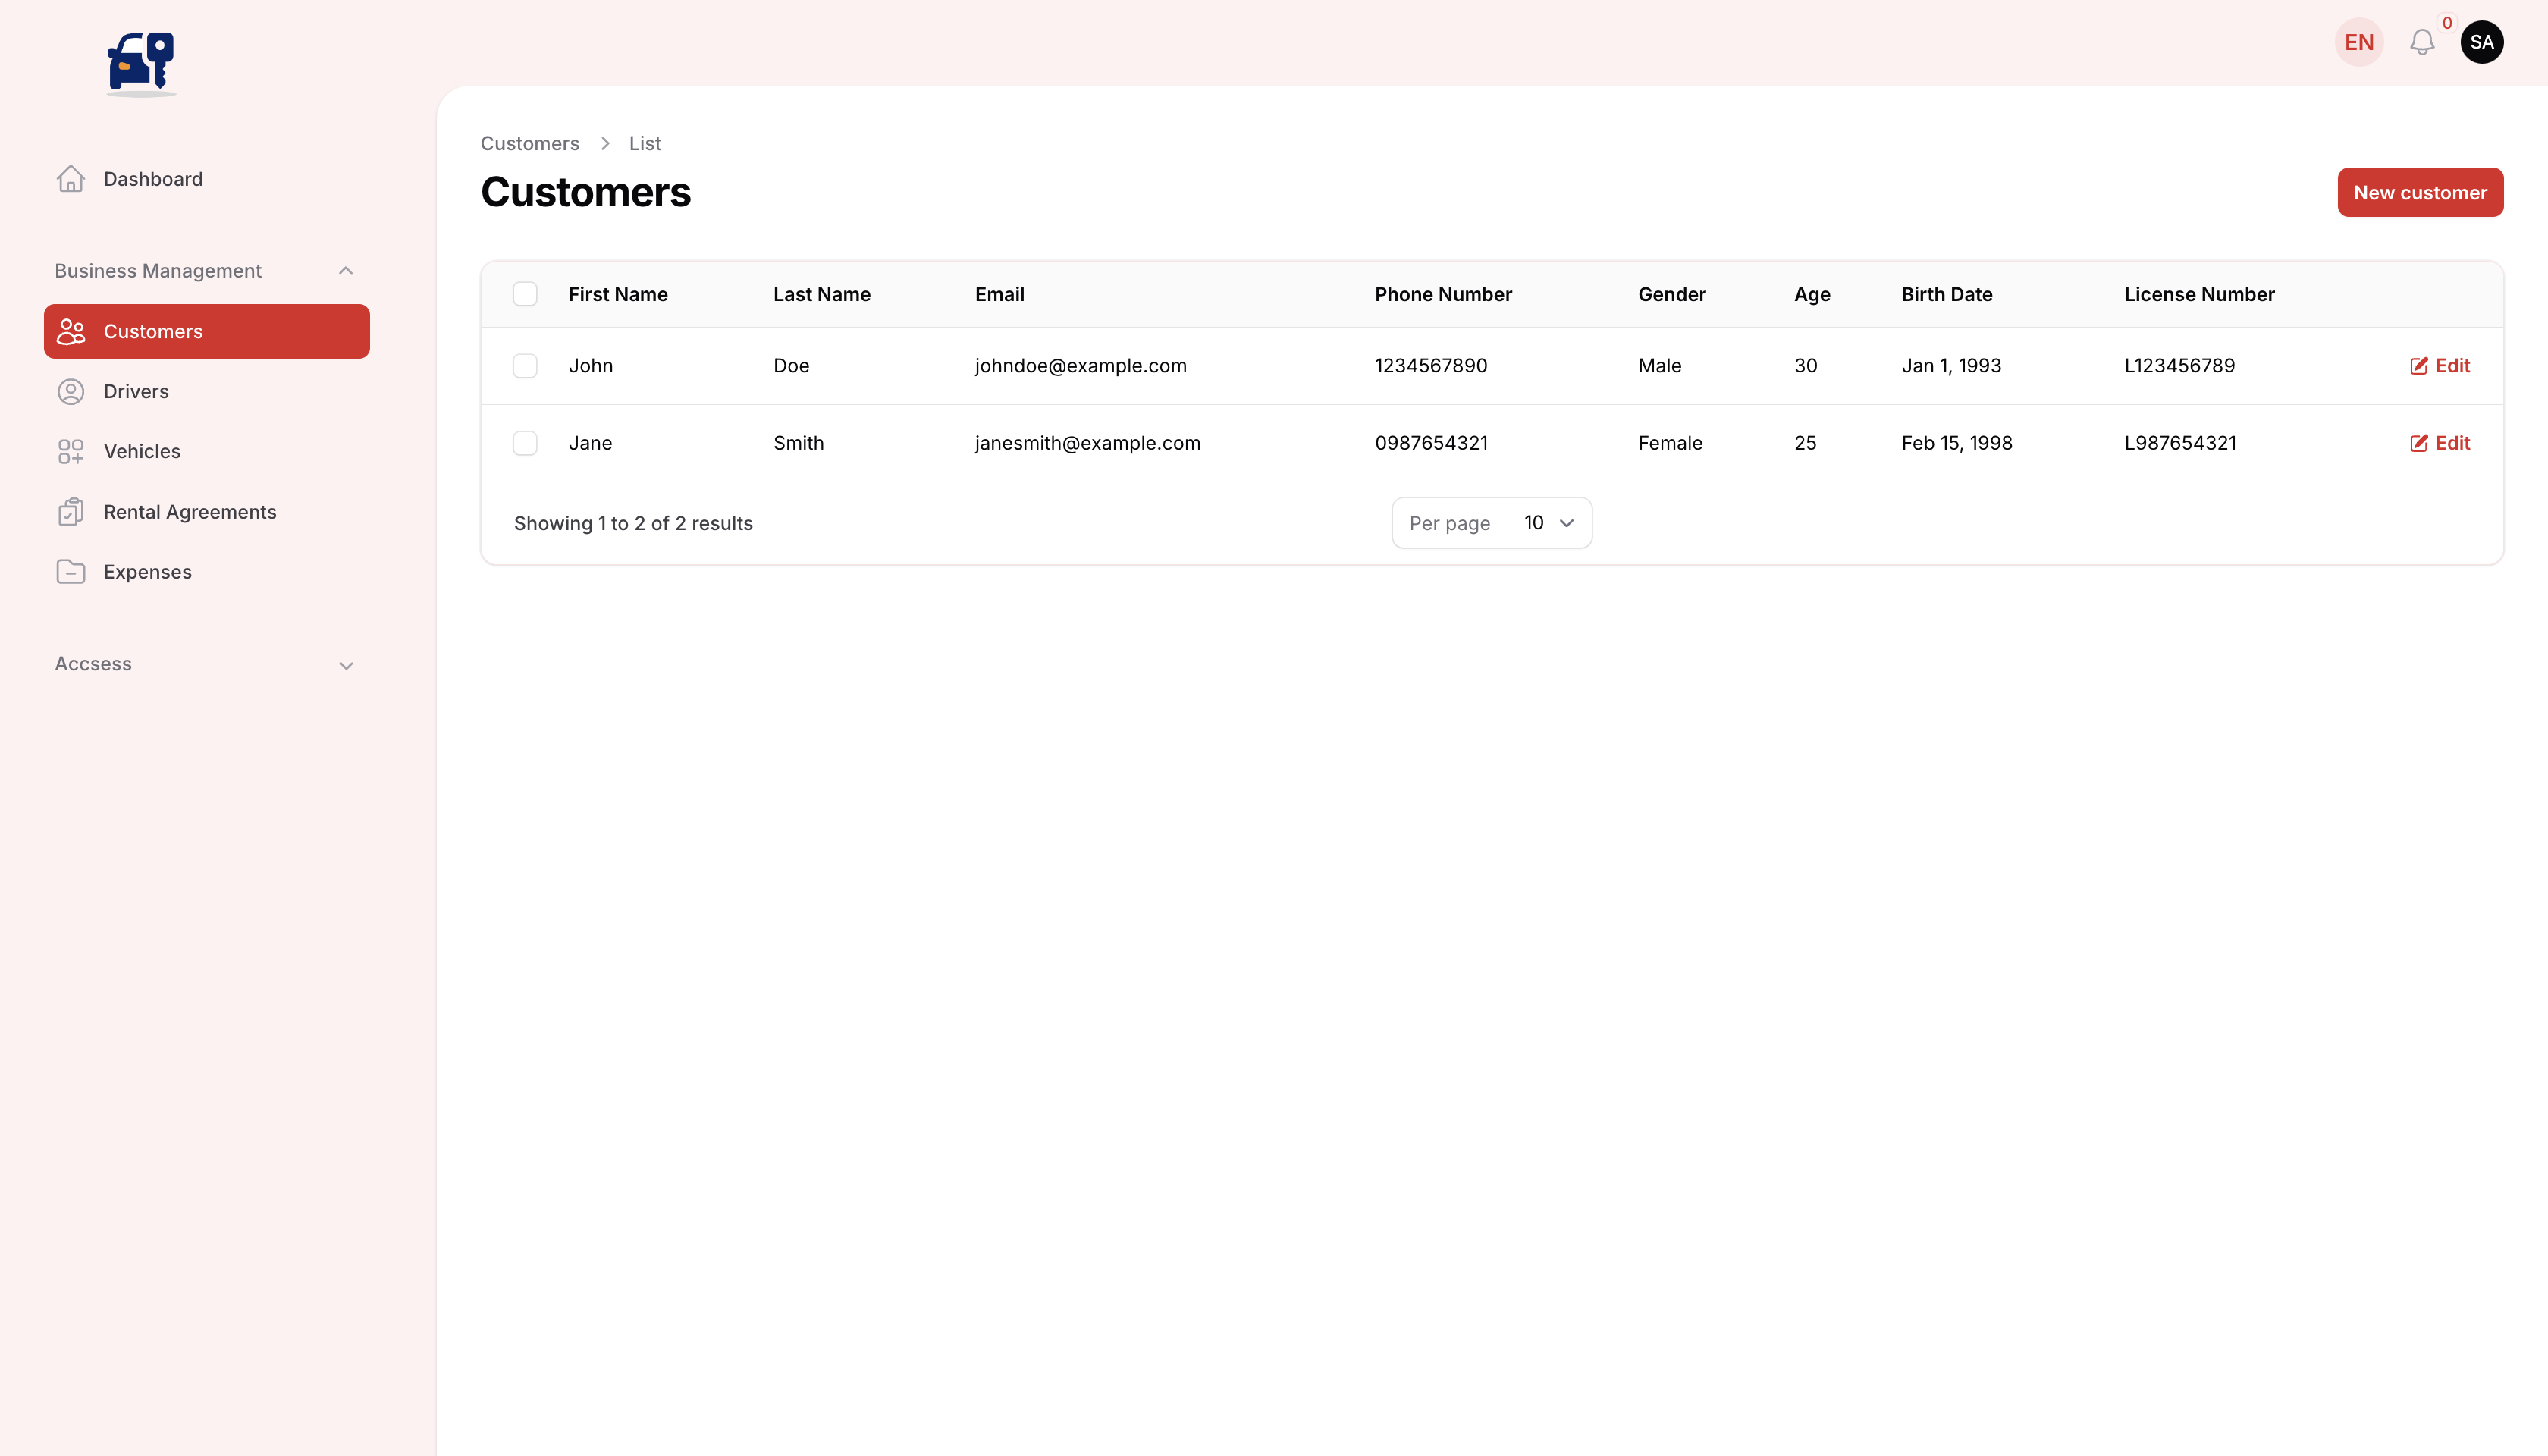 EN
0
SA
Dashboard
Business Management
Customers
Drivers
Vehicles
Rental Agreements
Expenses
Accsess
Customers > List
Customers
New customer
First Name Last Name Email Phone Number Gender Age Birth Date License Number
John Doe johndoe@example.com 1234567890 Male 30 Jan 1, 1993 L123456789 Edit
Jane Smith janesmith@example.com 0987654321 Female 25 Feb 15, 1998 L987654321 Edit
Showing 1 to 2 of 2 results Per page 10